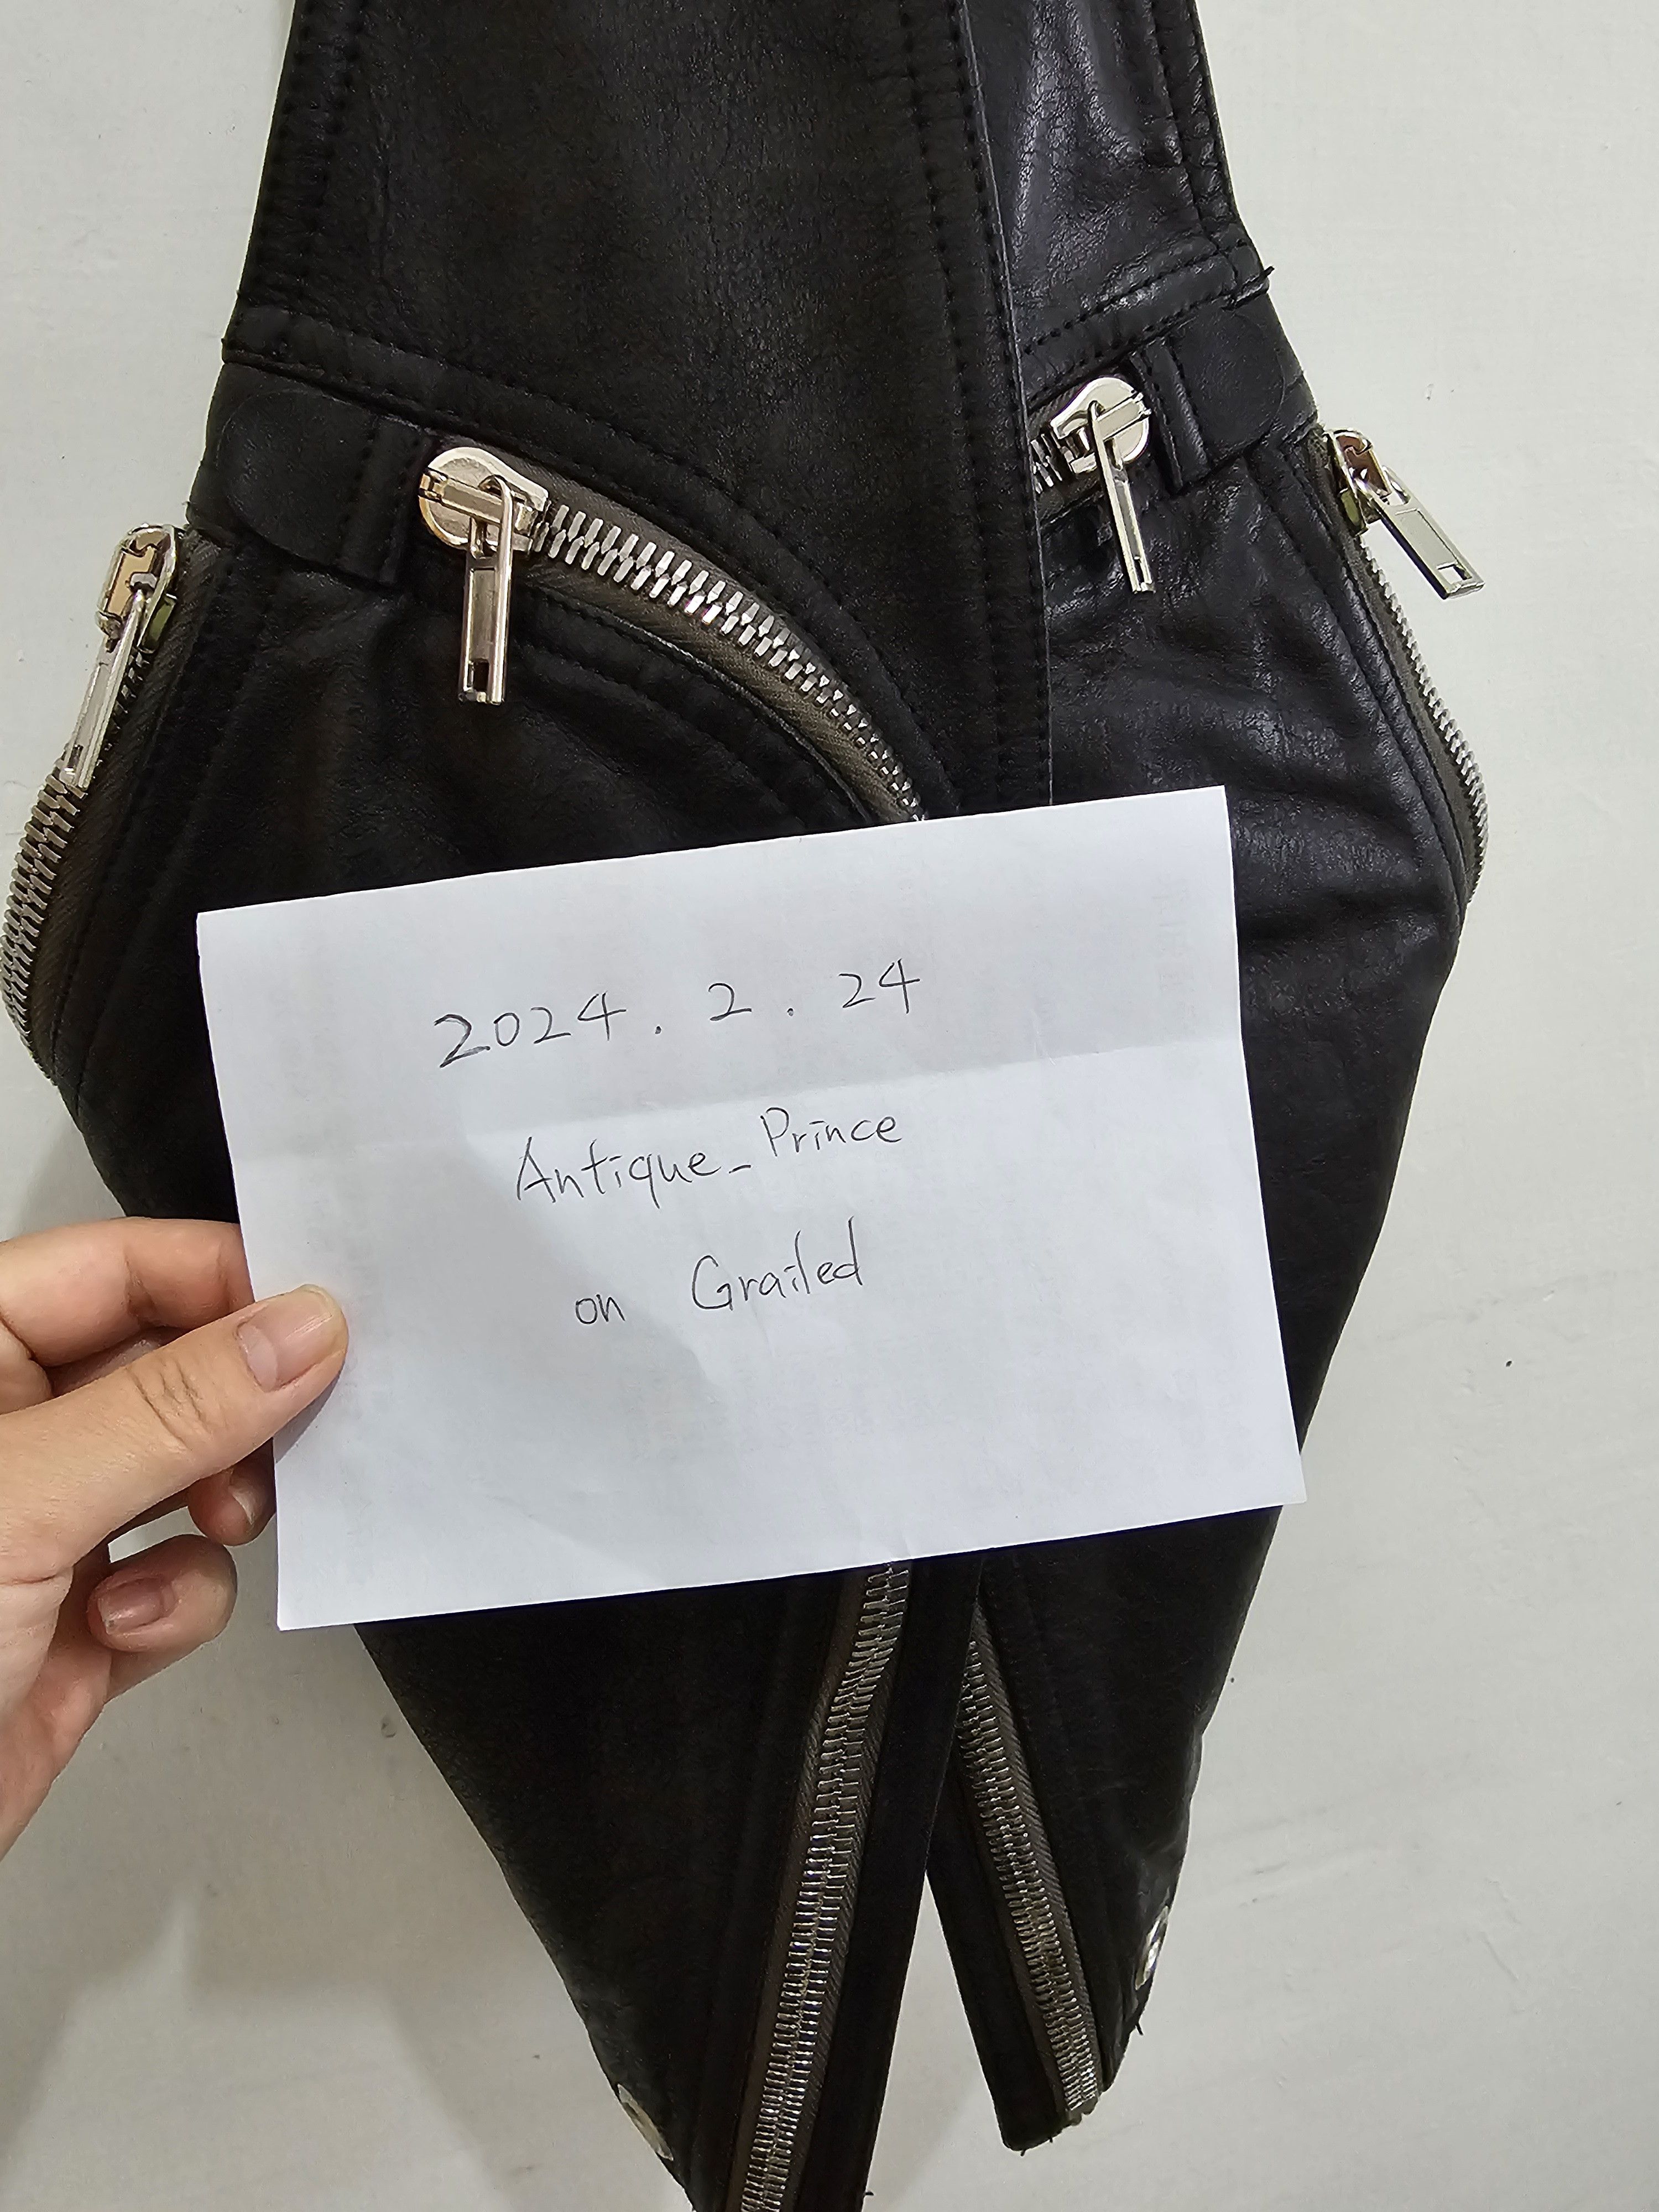 2024. 2. 24
Antique_Prince
on Grailed